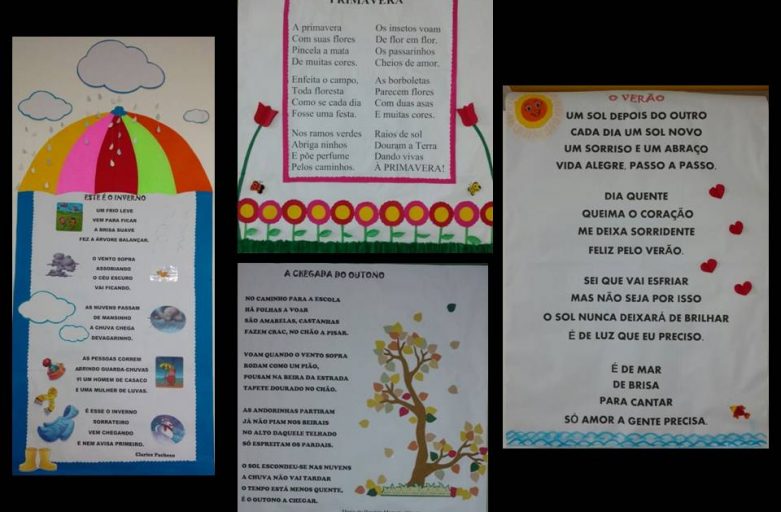 ESTE É O INVERNO
UM FRIO LEVE
VEM PARA FICAR
A BRISA SUAVE
FEZ A ÁRVORE BALANÇAR.
O VENTO SOPRA
ASSOBIANDO
O CÉU ESCURO
VAI FICANDO.
AS NUVENS PASSAM
DE MANSINHO
A CHUVA CHEGA
DEVAGARINHO.
AS PESSOAS CORREM
ABRINDO GUARDA-CHUVAS
VI UM HOMEM DE CASACO
E UMA MULHER DE LUVAS.
É ESSE O INVERNO
SORRATEIRO
VEM CHEGANDO
E NEM AVISA PRIMEIRO.
Clarice Pacheco
PRIMAVERA
A primavera
Com suas flores
Pincela a mata
De muitas cores.
Enfeita o campo,
Toda floresta
Como se cada dia
Fosse uma festa.
Nos ramos verdes
Abriga ninhos
E põe perfume
Pelos caminhos.
Os insetos voam
De flor em flor.
Os passarinhos
Cheios de amor.
As borboletas
Parecem flores
Com duas asas
E muitas cores.
Raios de sol
Douram a Terra
Dando vivas
À PRIMAVERA!
A CHEGADA DO OUTONO
NO CAMINHO PARA A ESCOLA
HÁ FOLHAS A VOAR
SÃO AMARELAS, CASTANHAS
FAZEM CRAC, NO CHÃO A PISAR.
VOAM QUANDO O VENTO SOPRA
RODAM COMO UM PIÃO,
POUSAM NA BEIRA DA ESTRADA
TAPETE DOURADO NO CHÃO.
AS ANDORINHAS PARTIRAM
JÁ NÃO PIAM NOS BEIRAIS
NO ALTO DAQUELE TELHADO
SÓ ESPREITAM OS PARDAIS.
O SOL ESCONDEU-SE NAS NUVENS
A CHUVA NÃO VAI TARDAR
O TEMPO ESTÁ MENOS QUENTE,
É O OUTONO A CHEGAR.
O VERÃO
UM SOL DEPOIS DO OUTRO
CADA DIA UM SOL NOVO
UM SORRISO E UM ABRAÇO
VIDA ALEGRE, PASSO A PASSO.
DIA QUENTE
QUEIMA O CORAÇÃO
ME DEIXA SORRIDENTE
FELIZ PELO VERÃO.
SEI QUE VAI ESFRIAR
MAS NÃO SEJA POR ISSO
O SOL NUNCA DEIXARÁ DE BRILHAR
É DE LUZ QUE EU PRECISO.
É DE MAR
DE BRISA
PARA CANTAR
SÓ AMOR A GENTE PRECISA.